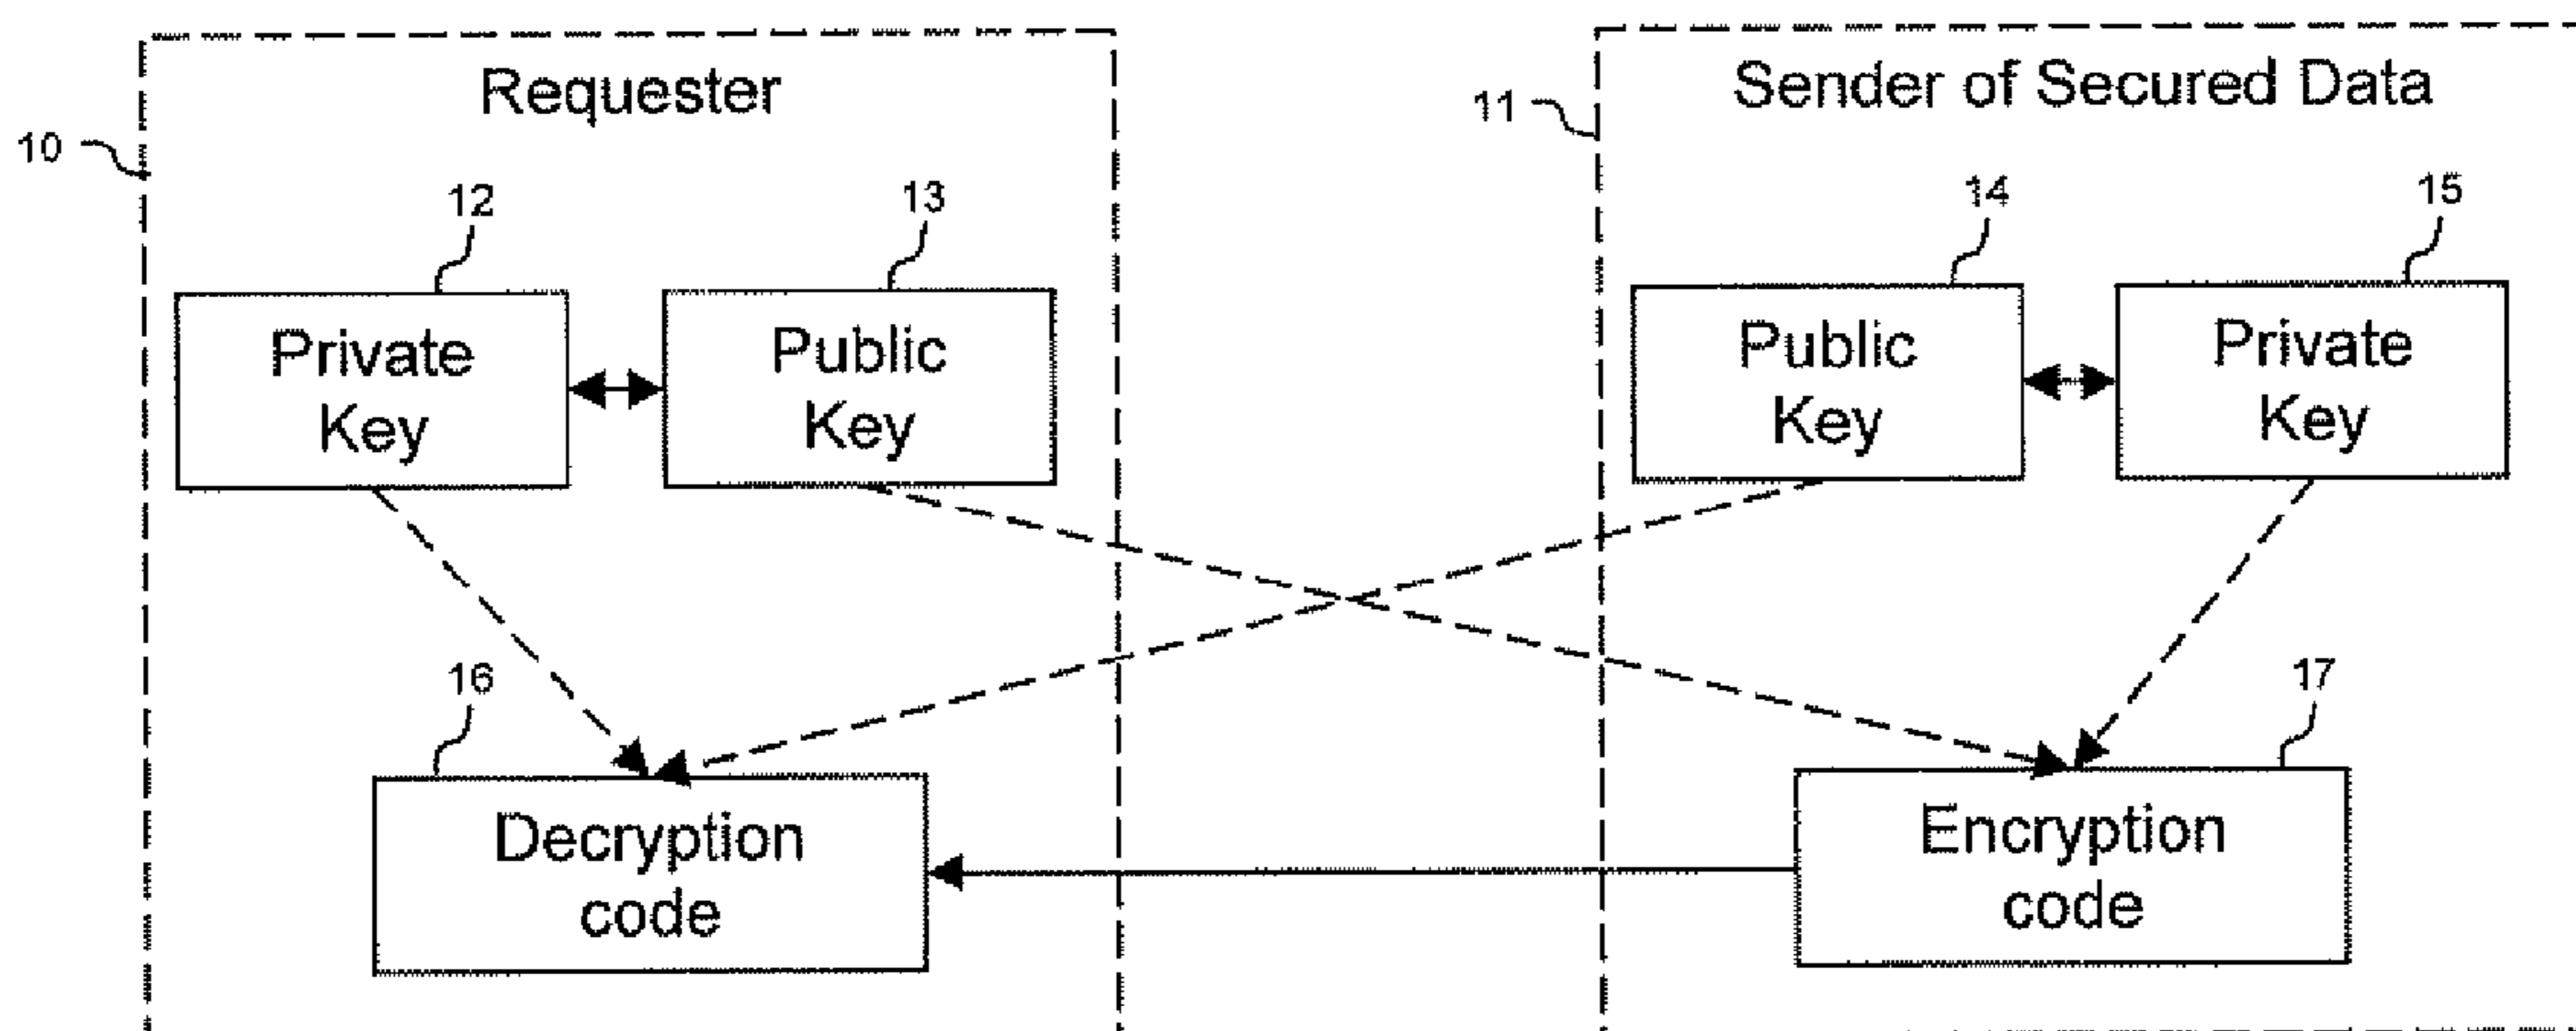 Requester
Sender of Secured Data
10
11
12
13
14
15
Private
Key
Public
Key
Public
Key
Private
Key
16
17
Decryption
code
Encryption
code